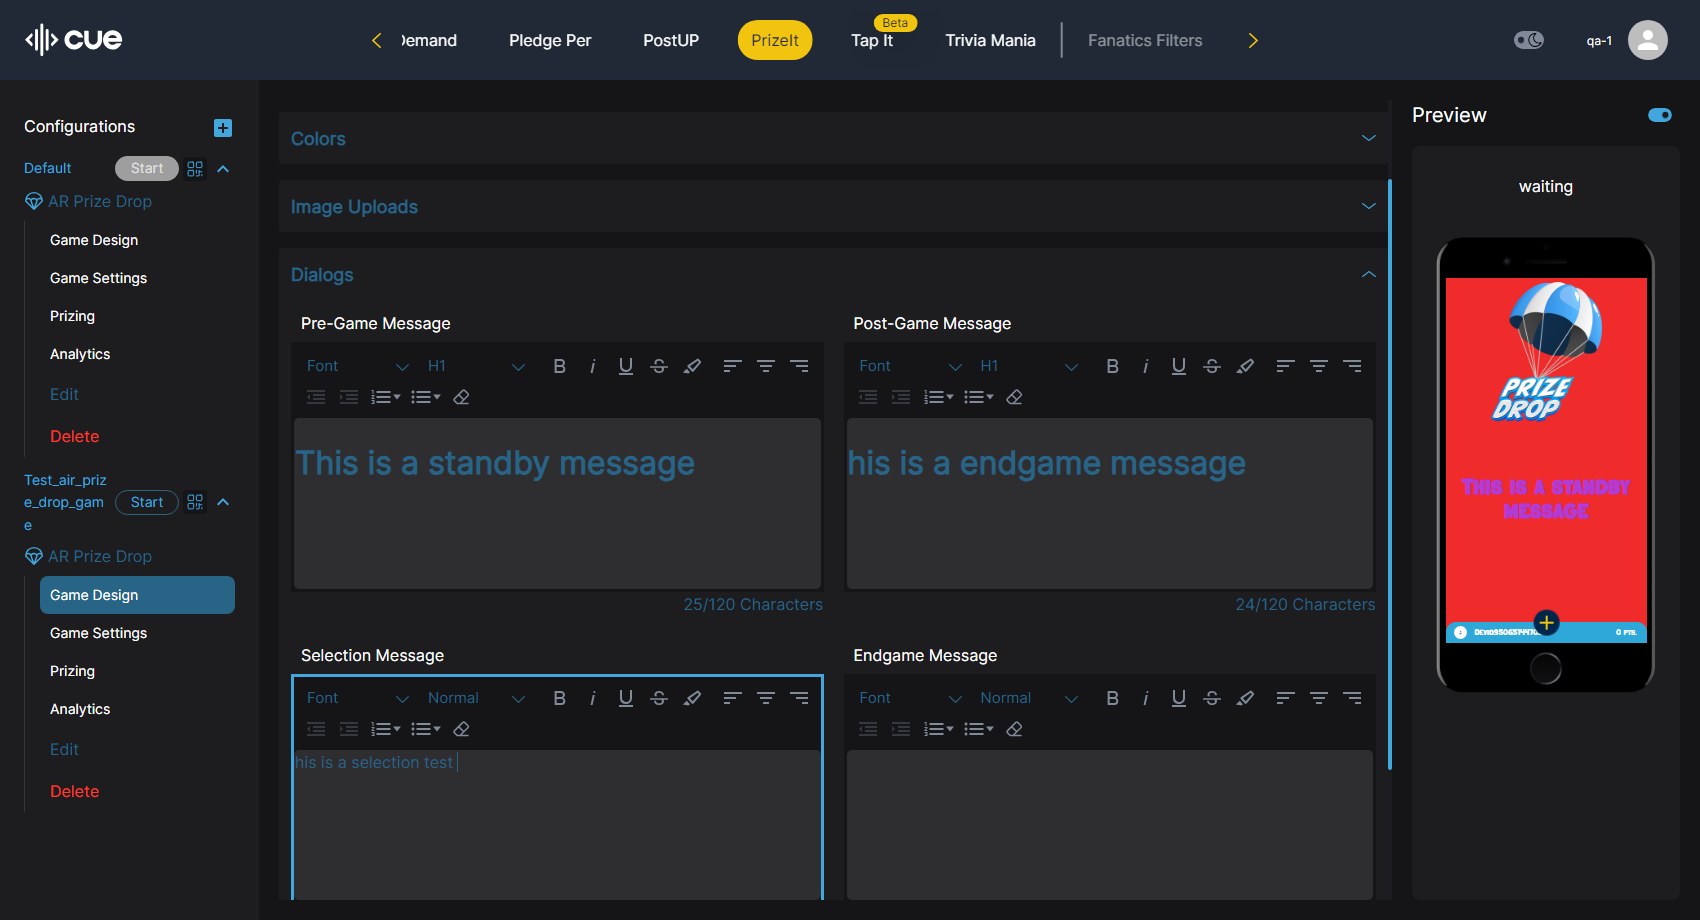 cue
Demand
Pledge Per
PostUP
PrizeIt
Beta
Tap It
Trivia Mania
Fanatics Filters
qa-1
Configurations
Default
Start
AR Prize Drop
Game Design
Game Settings
Prizing
Analytics
Edit
Delete
Test_air_priz
e_drop_gam
e
Start
AR Prize Drop
Game Design
Game Settings
Prizing
Analytics
Edit
Delete
Colors
Image Uploads
Dialogs
Pre-Game Message
Font H1
This is a standby message
25/120 Characters
Post-Game Message
Font H1
his is a endgame message
24/120 Characters
Selection Message
Font Normal
his is a selection test
Endgame Message
Font Normal
Preview
waiting
PRIZE
DROP
This is a standby
message
0 pts.